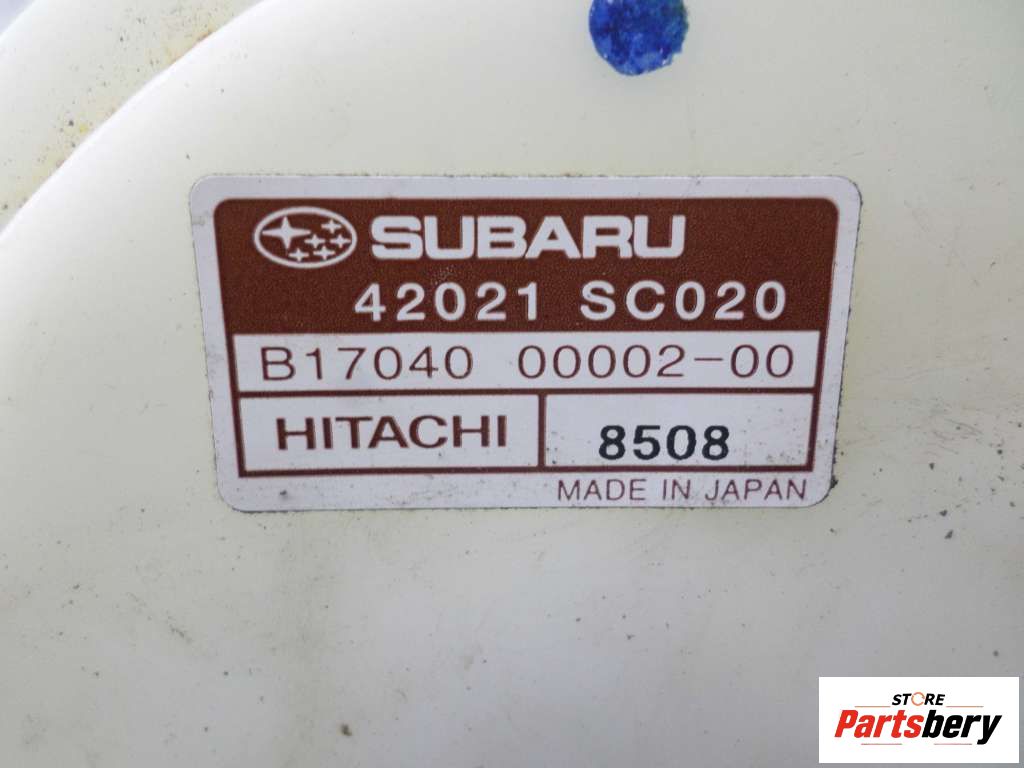 SUBARU
42021 SC020
B17040 00002-00
HITACHI 8508
MADE IN JAPAN
STORE
Partsbery